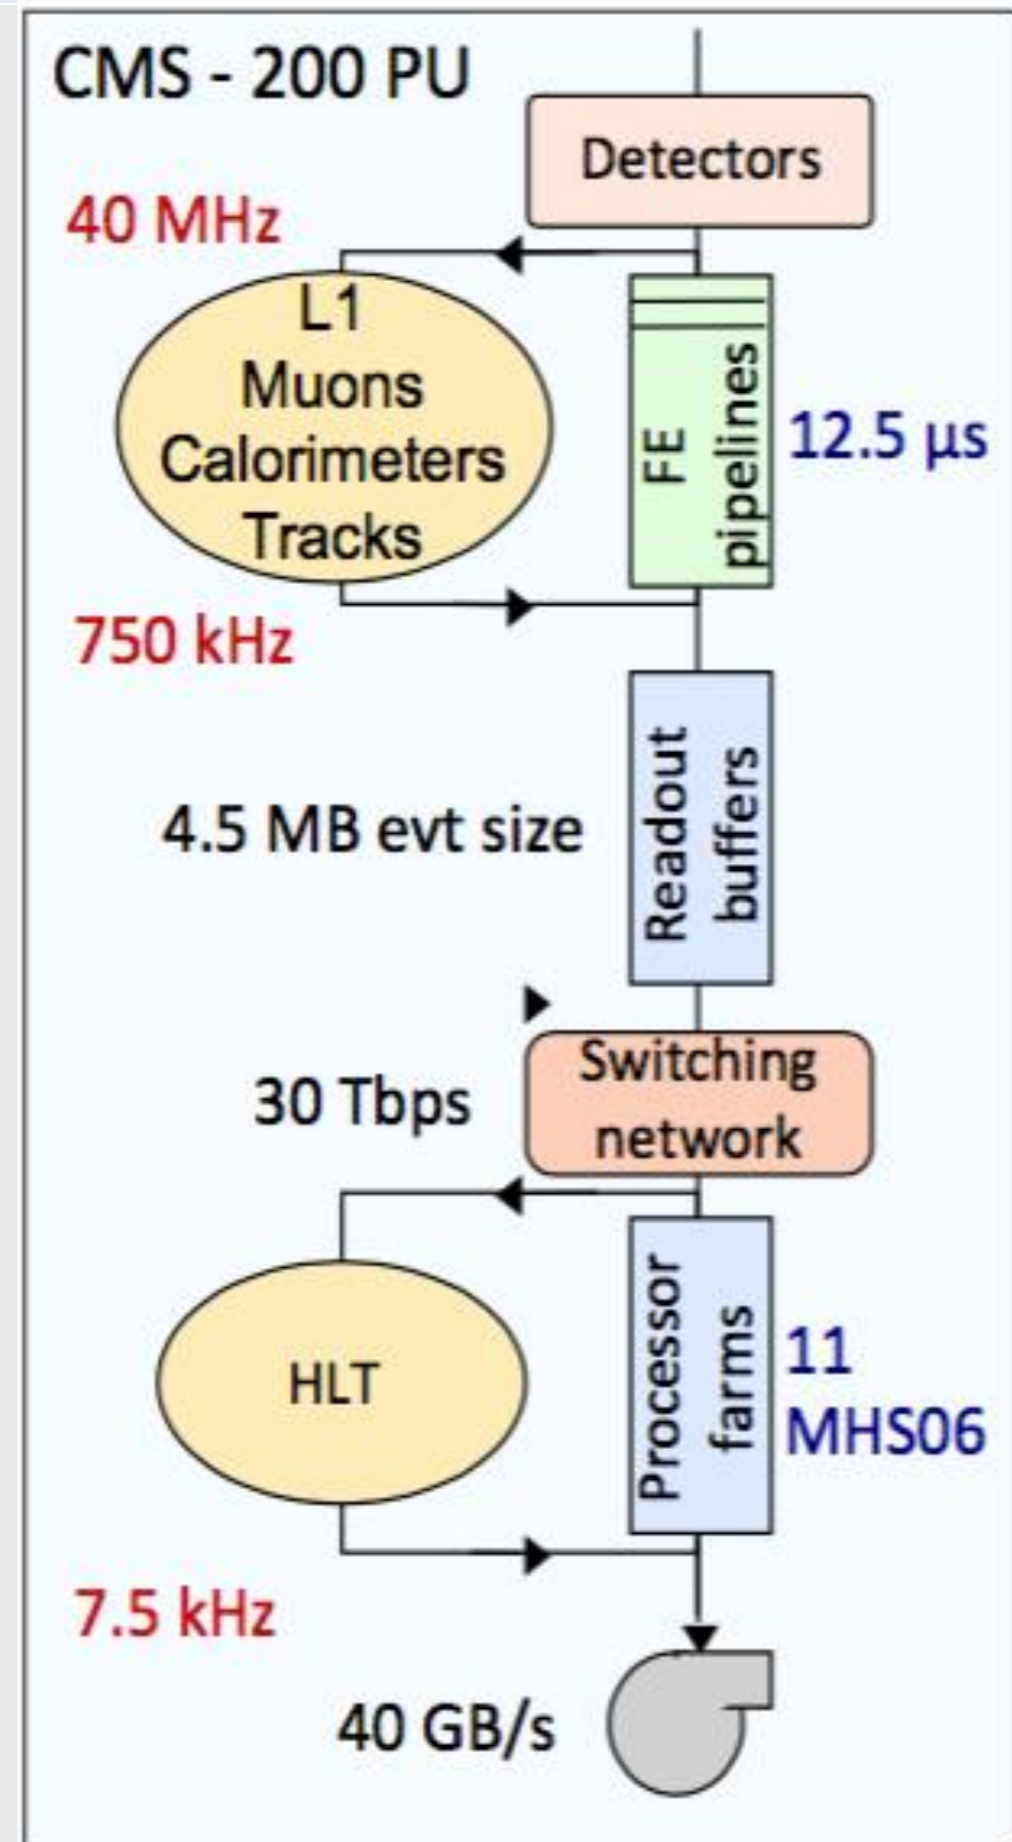 CMS - 200 PU
Detectors
40 MHz
L1
Muons
Calorimeters
Tracks
FE
pipelines
12.5 µs
750 kHz
Readout
buffers
4.5 MB evt size
Switching
network
30 Tbps
HLT
Processor
farms
11
MHS06
7.5 kHz
40 GB/s